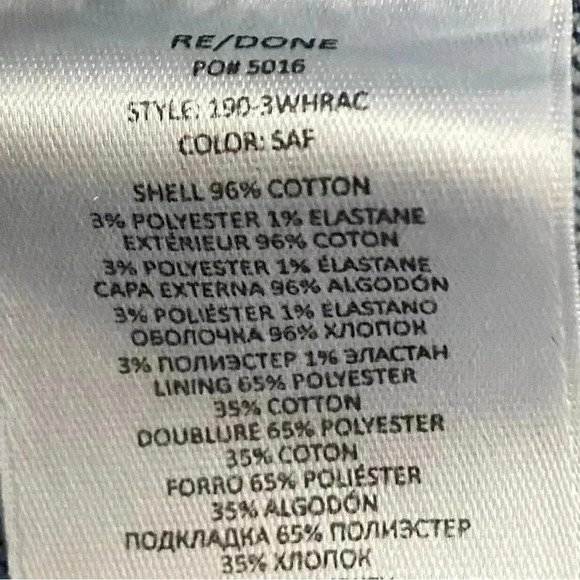 RE/DONE
PO# 5016
STYLE: 190-3WHRAC
COLOR: SAF
SHELL 96% COTTON
3% POLYESTER 1% ELASTANE
EXTÉRIEUR 96% COTON
3% POLYESTER 1% ÉLASTANE
CAPA EXTERNA 96% ALGODÓN
3% POLIÉSTER 1% ELASTANO
ОБОЛОЧКА 96% ХЛОПОК
3% ПОЛИЭСТЕР 1% ЭЛАСТАН
LINING 65% POLYESTER
35% COTTON
DOUBLURE 65% POLYESTER
35% COTON
FORRO 65% POLIÉSTER
35% ALGODÓN
ПОДКЛАДКА 65% ПОЛИЭСТЕР
35% ХЛОПОК